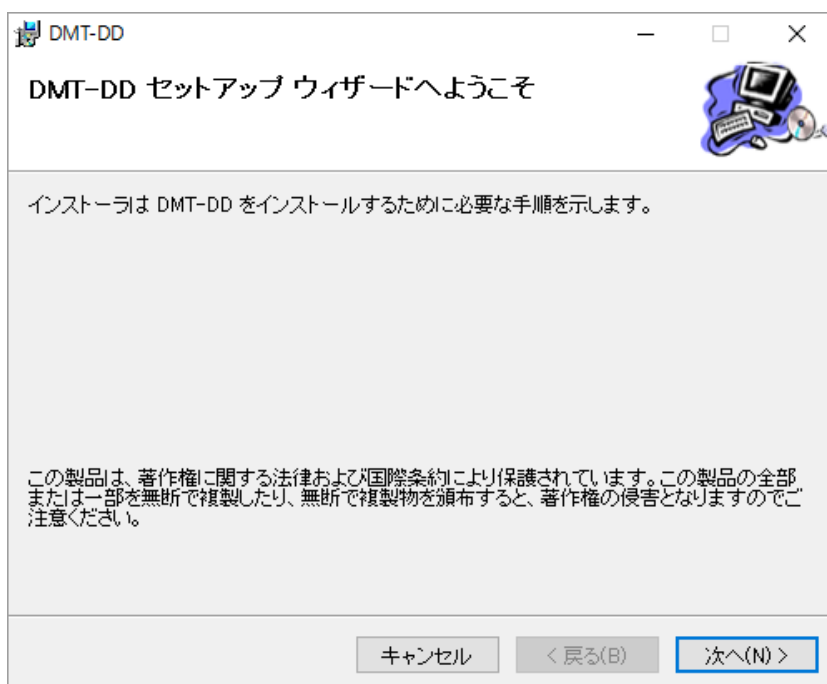 DMT-DD
DMT-DD セットアップ ウィザードへようこそ
インストーラは DMT-DD をインストールするために必要な手順を示します。
この製品は、著作権に関する法律および国際条約により保護されています。この製品の全部
または一部を無断で複製したり、無断で複製物を頒布すると、著作権の侵害となりますのでご
注意ください。
キャンセル
< 戻る(B)
次へ(N) >